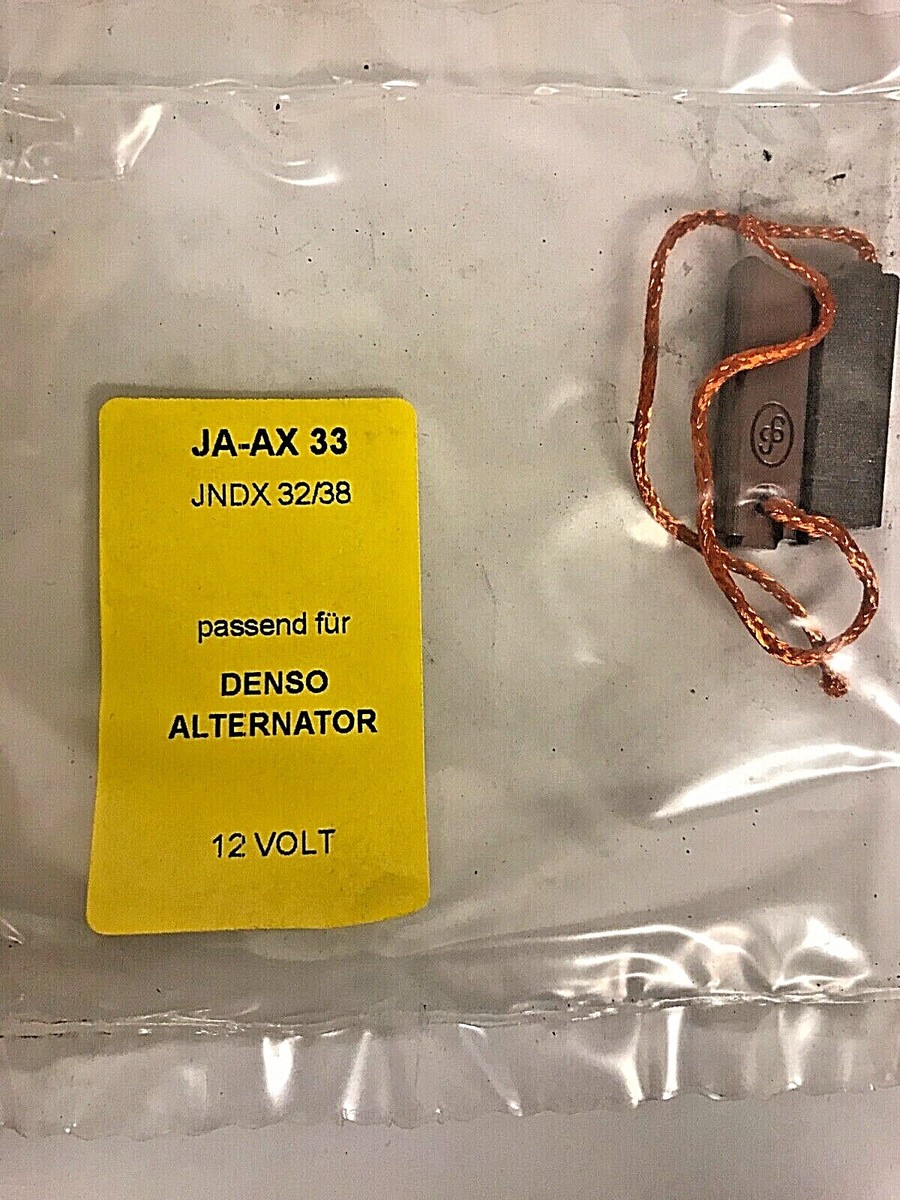 JA-AX 33
JNDX 32/38
passend für
DENSO
ALTERNATOR
12 VOLT